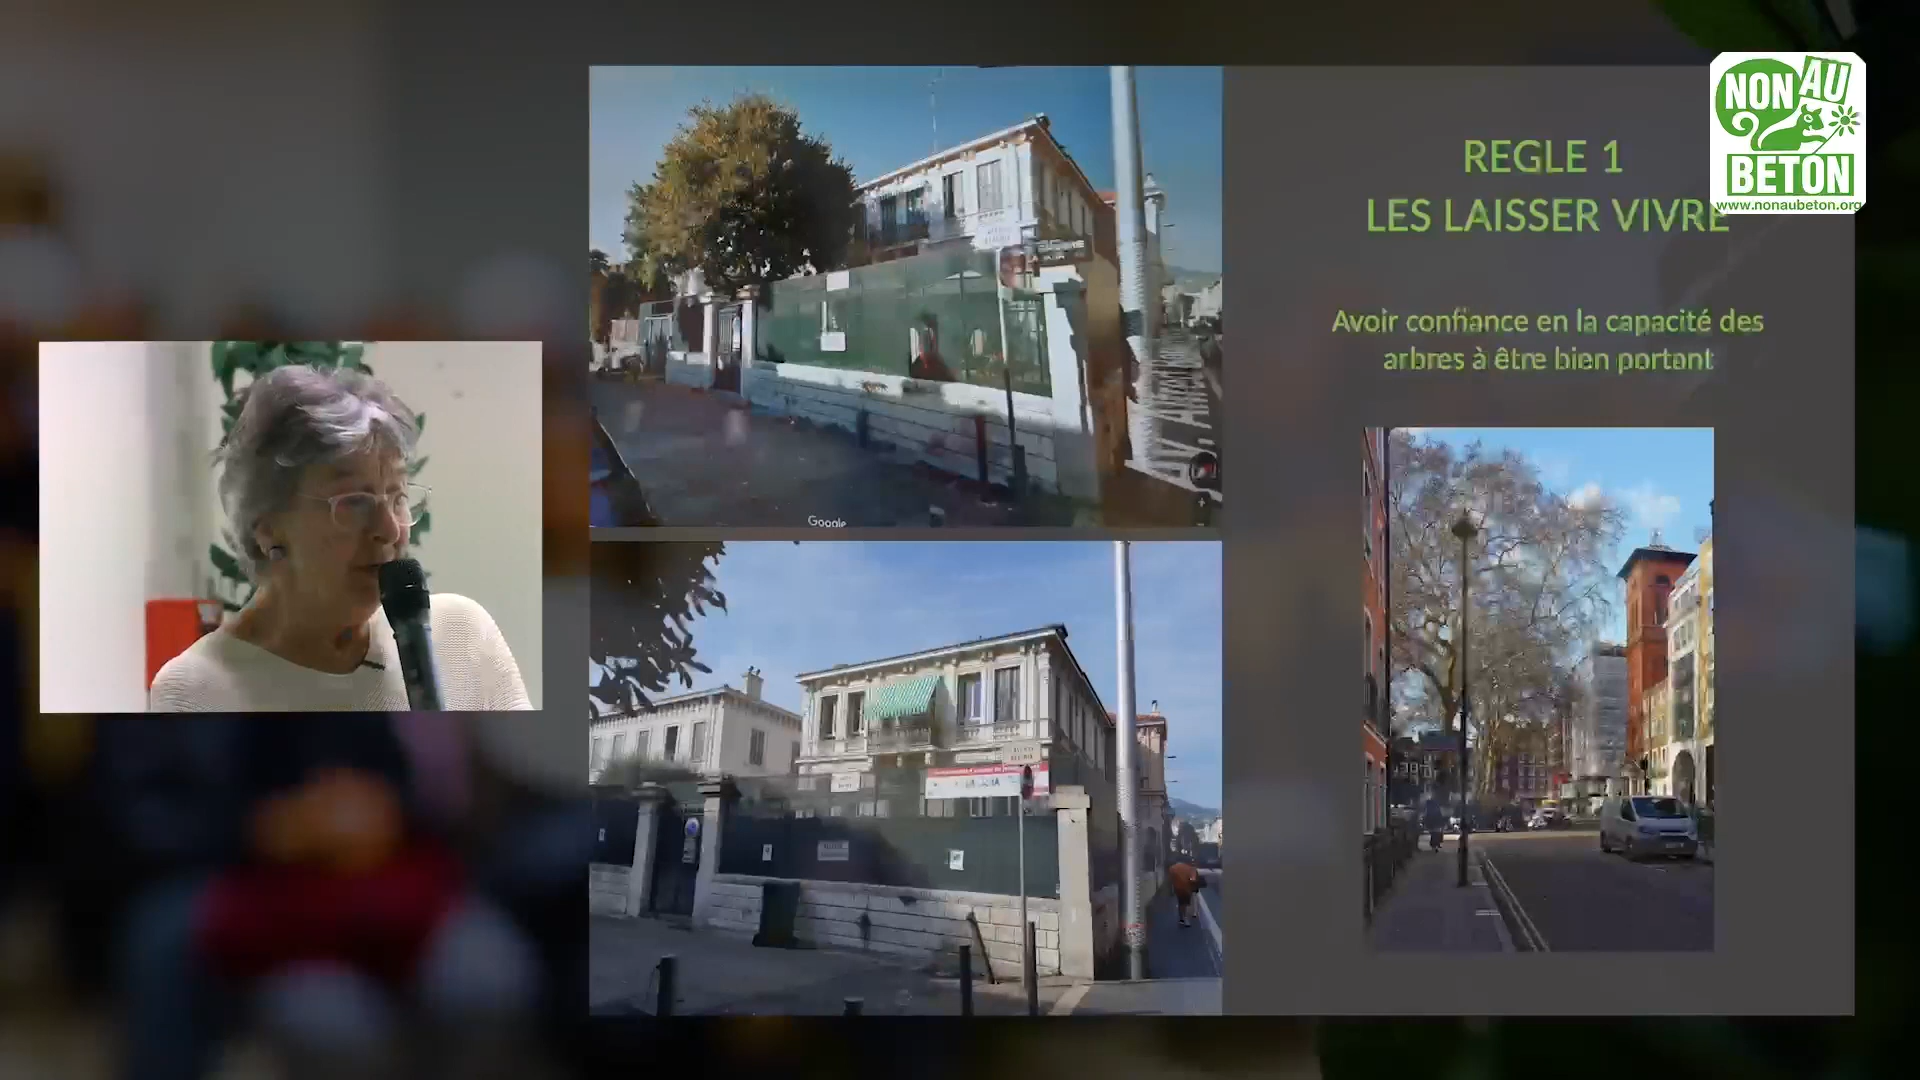 NON AU
BETON
www.nonaubeton.org
REGLE 1
LES LAISSER VIVRE
Avoir confiance en la capacité des
arbres à être bien portant
Google